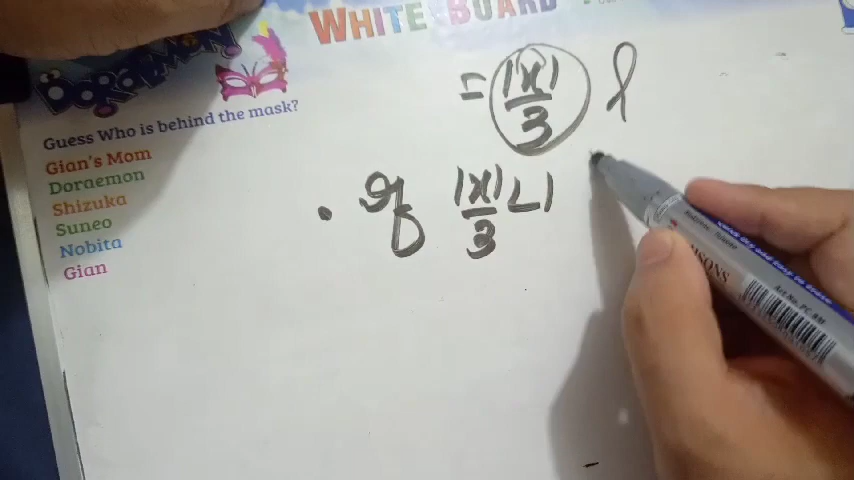 WHITE BOARD
DORAEMON
= |x|/3 l
Guess Who is behind the mask?
Gian's Mom
Doraemon
Shizuka
Suneo
Nobita
Gian
• If |x|/3 < 1